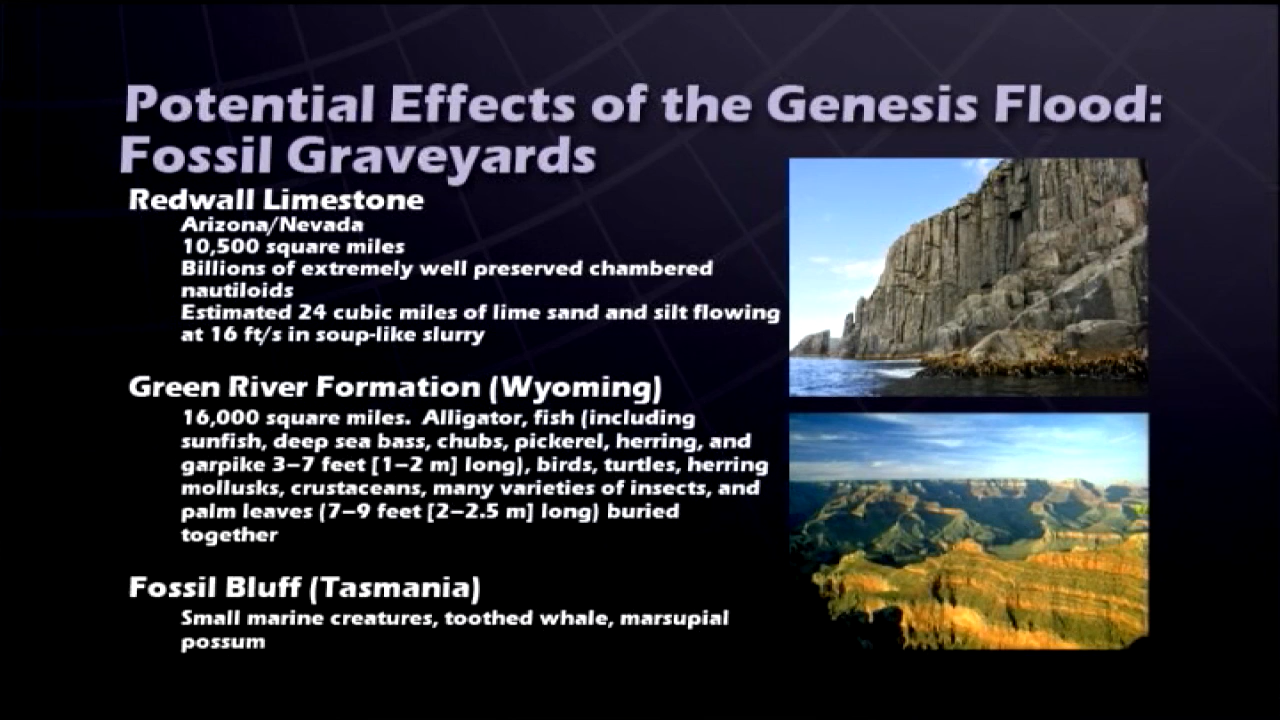 Potential Effects of the Genesis Flood:
Fossil Graveyards
Redwall Limestone
Arizona/Nevada
10,500 square miles
Billions of extremely well preserved chambered
nautiloids
Estimated 24 cubic miles of lime sand and silt flowing
at 16 ft/s in soup-like slurry
Green River Formation (Wyoming)
16,000 square miles.  Alligator, fish (including
sunfish, deep sea bass, chubs, pickerel, herring, and
garpike 3–7 feet [1–2 m] long), birds, turtles, herring
mollusks, crustaceans, many varieties of insects, and
palm leaves (7–9 feet [2–2.5 m] long) buried
together
Fossil Bluff (Tasmania)
Small marine creatures, toothed whale, marsupial
possum